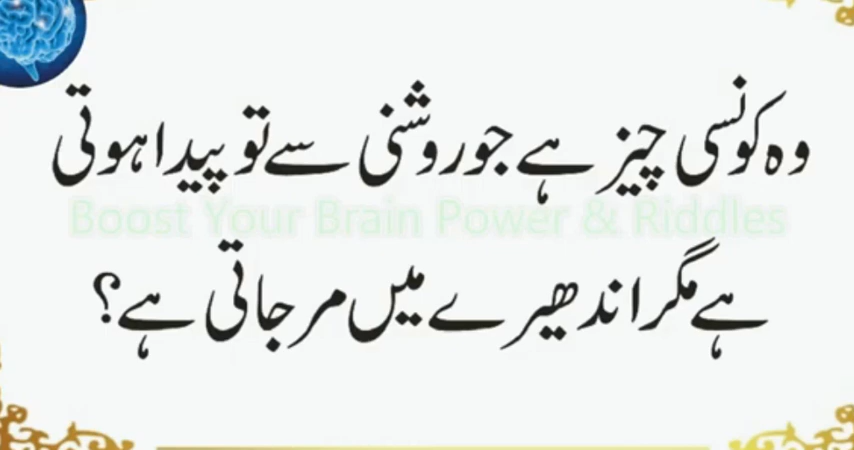 وہ کونسی چیز ہے جو روشنی سے تو پیدا ہوتی
Boost Your Brain Power & Riddles
ہے مگر اندھیرے میں مر جاتی ہے؟